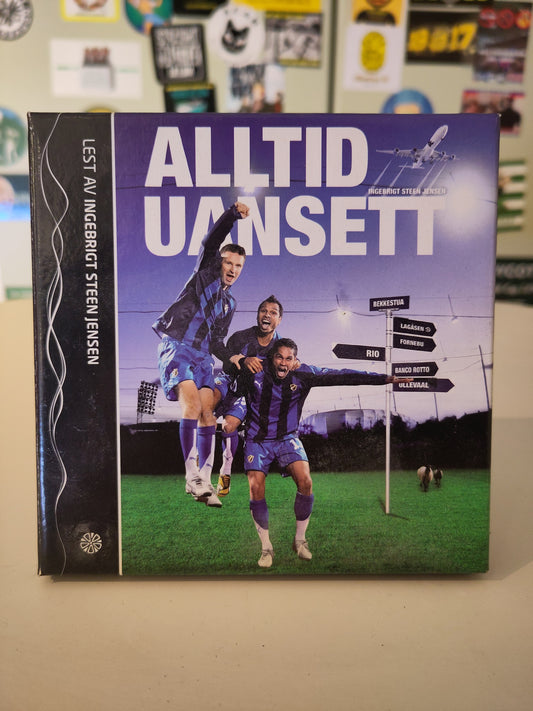 LEST AV INGEBRIGT STEEN JENSEN
ALLTID
INGEBRIGT STEEN JENSEN
UANSETT
BEKKESTUA
LAGÅSEN
FORNEBU
RIO
BANCO ROTTO
ULLEVAAL